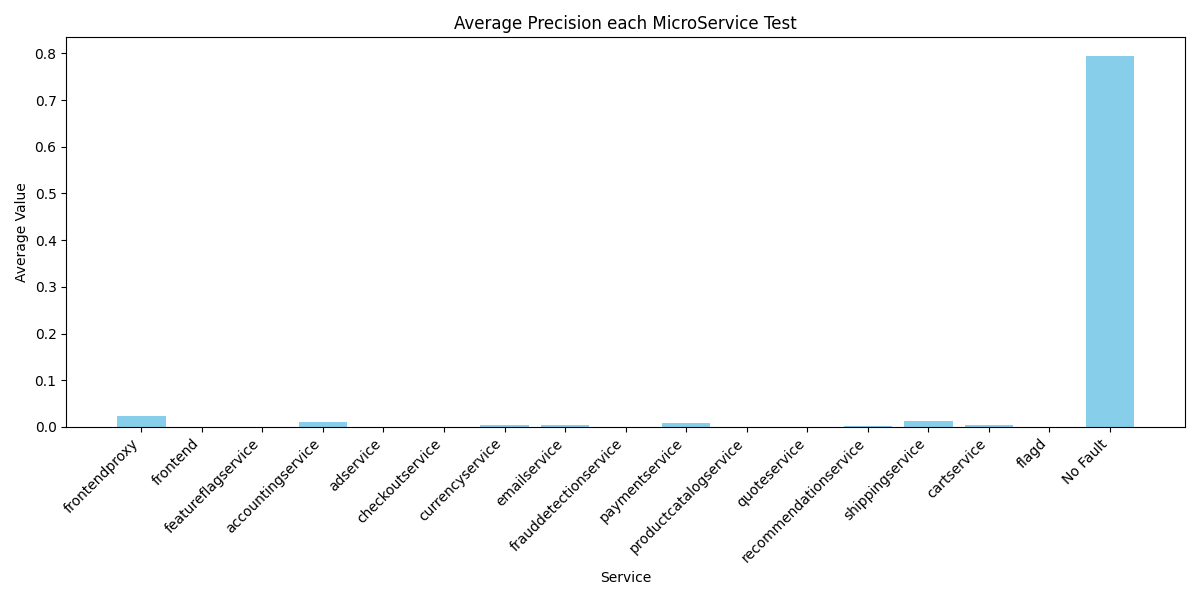 Average Precision each MicroService Test
Average Value
0.8
0.7
0.6
0.5
0.4
0.3
0.2
0.1
0.0
frontendproxy
frontend
featureflagservice
accountingservice
adservice
checkoutservice
currencyservice
emailservice
frauddetectionservice
paymentservice
productcatalogservice
quoteservice
recommendationservice
shippingservice
cartservice
flagd
No Fault
Service